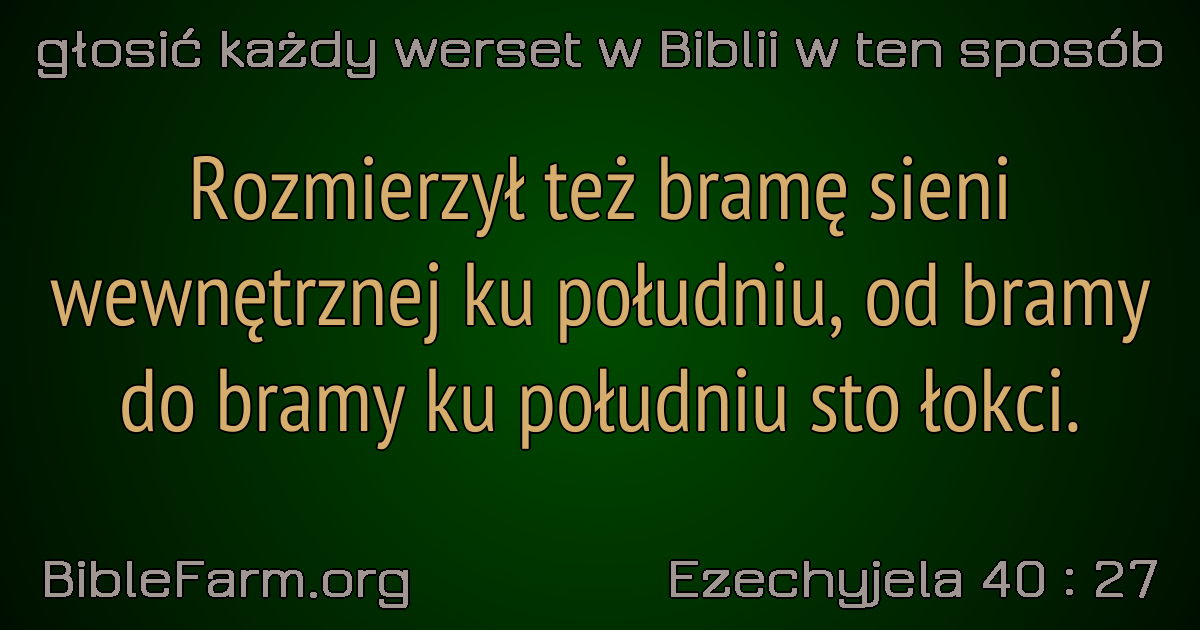 głosić każdy werset w Biblii w ten sposób
Rozmierzył też bramę sieni
wewnętrznej ku południu, od bramy
do bramy ku południu sto łokci.
BibleFarm.org
Ezechyjela 40 : 27